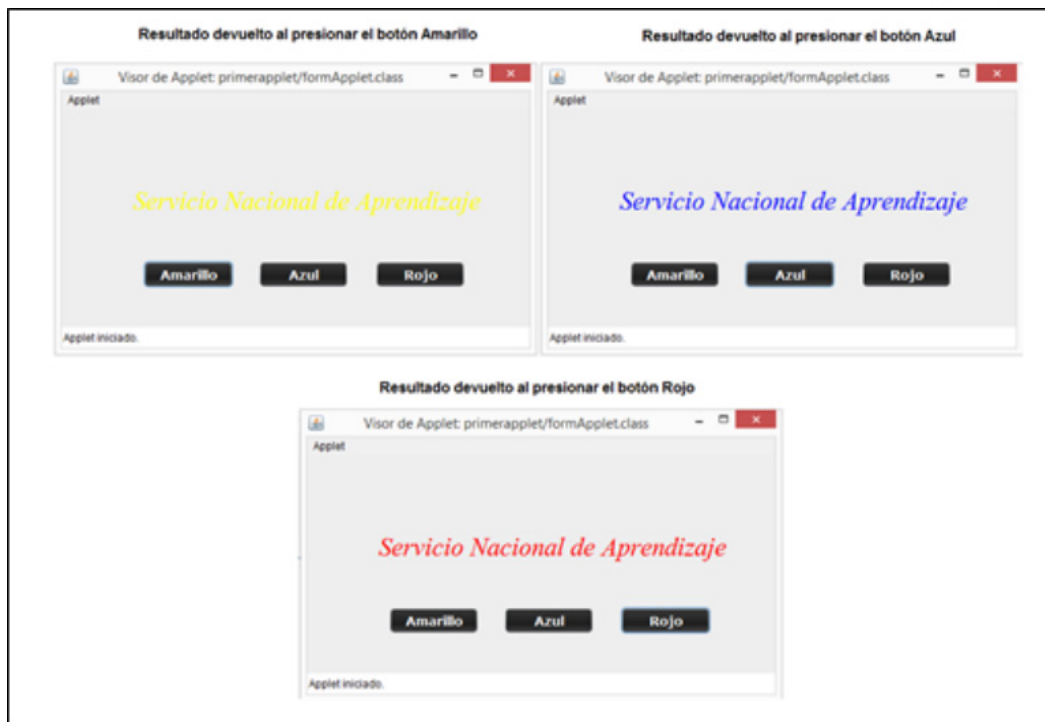 Resultado devuelto al presionar el botón Amarillo
Visor de Applet: primerapplet/formApplet.class
Applet
Servicio Nacional de Aprendizaje
Amarillo Azul Rojo
Applet iniciado.
Resultado devuelto al presionar el botón Azul
Visor de Applet: primerapplet/formApplet.class
Applet
Servicio Nacional de Aprendizaje
Amarillo Azul Rojo
Applet iniciado.
Resultado devuelto al presionar el botón Rojo
Visor de Applet: primerapplet/formApplet.class
Applet
Servicio Nacional de Aprendizaje
Amarillo Azul Rojo
Applet iniciado.